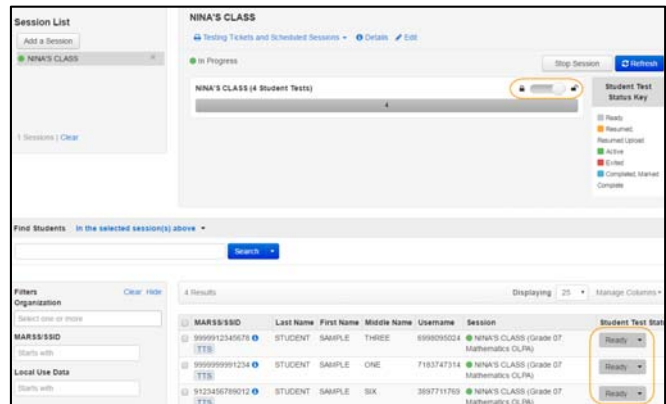 Session List
Add a Session
NINA'S CLASS
1 Sessions | Clear
NINA'S CLASS
Testing Tickets and Scheduled Sessions Details Edit
In Progress
Stop Session Refresh
NINA'S CLASS (4 Student Tests)
4
Student Test
Status Key
Ready
Resumed,
Resumed Upload
Active
Exited
Completed, Marked
Complete
Find Students In the selected session(s) above
Search
Filters Clear Hide
Organization
Select one or more
MARSS/SSID
Starts with
Local Use Data
Starts with
4 Results Displaying 25 Manage Columns
MARSS/SSID Last Name First Name Middle Name Username Session Student Test Stat
9999912345678 STUDENT SAMPLE THREE 6998095024 NINA'S CLASS (Grade 07
Mathematics OLPA) Ready
TTS
9999999991234 STUDENT SAMPLE ONE 7183747314 NINA'S CLASS (Grade 07
Mathematics OLPA) Ready
TTS
9123456789012 STUDENT SAMPLE SIX 3897711769 NINA'S CLASS (Grade 07
Mathematics OLPA) Ready
TTS